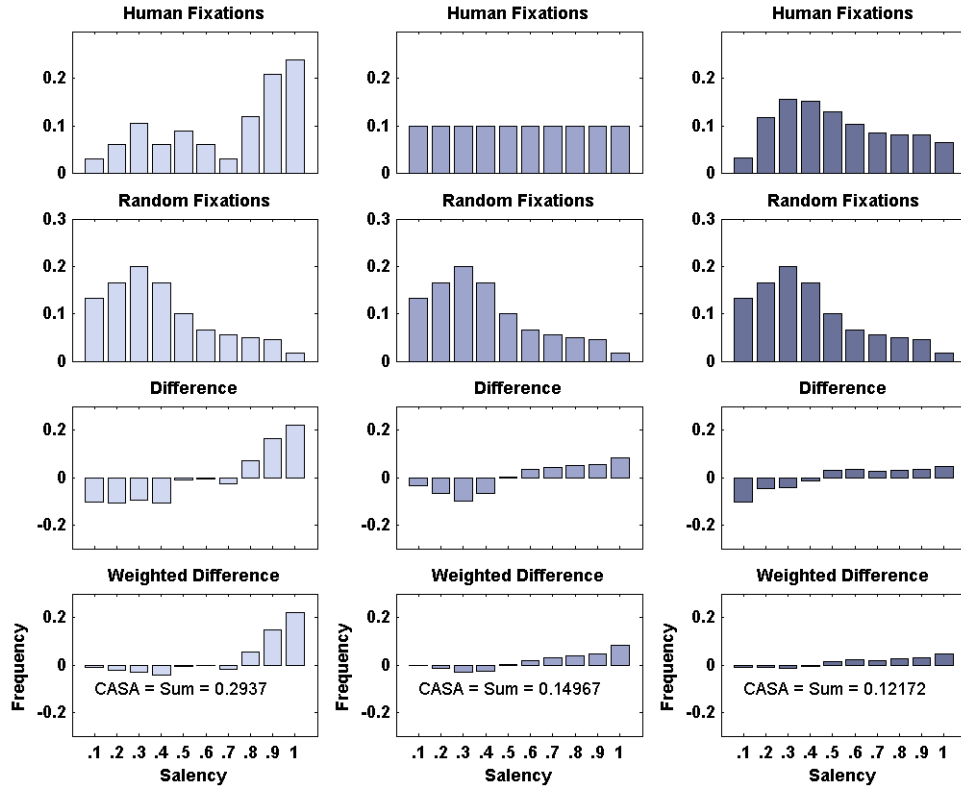 Human Fixations Human Fixations Human Fixations
0.2 0.2 0.2
0.1 0.1 0.1
0 0 0
Random Fixations Random Fixations Random Fixations
0.3 0.3 0.3
0.2 0.2 0.2
0.1 0.1 0.1
0 0 0
Difference Difference Difference
0.2 0.2 0.2
0 0 0
-0.2 -0.2 -0.2
Weighted Difference Weighted Difference Weighted Difference
0.2 0.2 0.2
0 0 0
CASA = Sum = 0.2937 CASA = Sum = 0.14967 CASA = Sum = 0.12172
-0.2 -0.2 -0.2
Frequency Frequency Frequency
.1 .2 .3 .4 .5 .6 .7 .8 .9 1 .1 .2 .3 .4 .5 .6 .7 .8 .9 1 .1 .2 .3 .4 .5 .6 .7 .8 .9 1
Salency Salency Salency